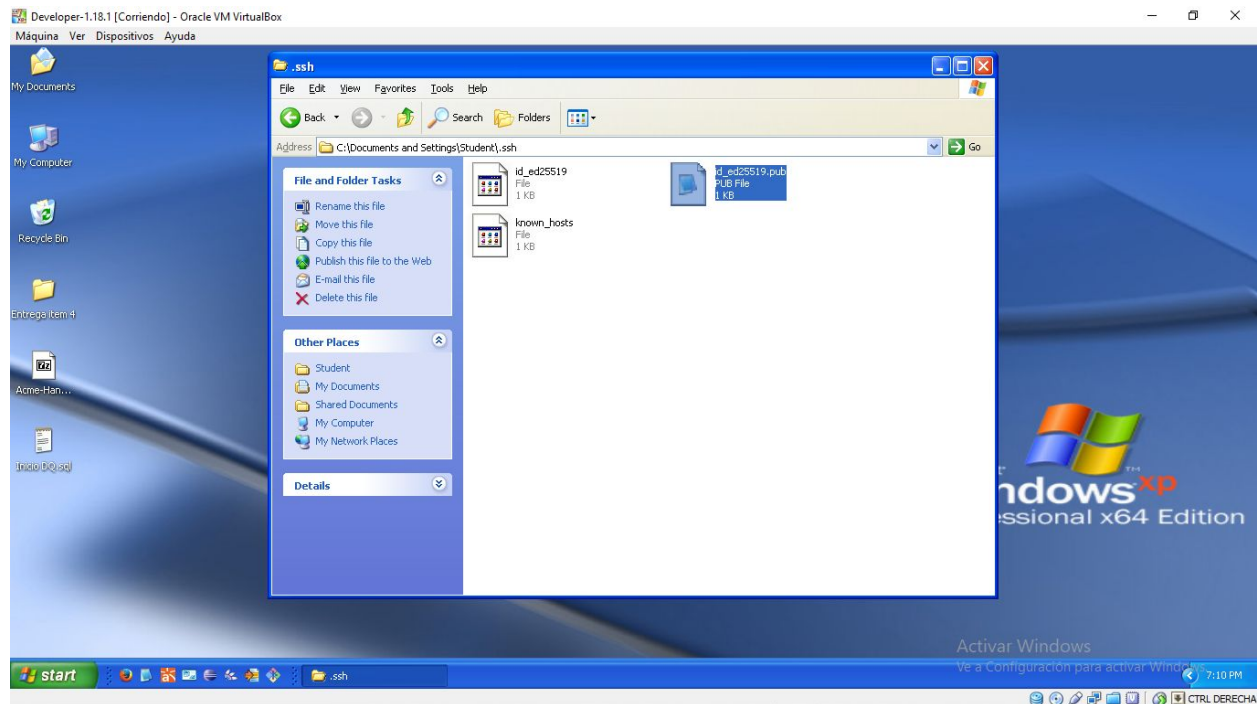 Developer-1.18.1 [Corriendo] - Oracle VM VirtualBox
Máquina Ver Dispositivos Ayuda
My Documents
My Computer
Recycle Bin
Entrega item 4
Acme-Han...
Inicio DQ.sql
.ssh
File Edit View Favorites Tools Help
Back Search Folders
Address C:\Documents and Settings\Student\.ssh Go
File and Folder Tasks
Rename this file
Move this file
Copy this file
Publish this file to the Web
E-mail this file
Delete this file
Other Places
Student
My Documents
Shared Documents
My Computer
My Network Places
Details
id_ed25519
File
1 KB
id_ed25519.pub
PUB File
1 KB
known_hosts
File
1 KB
ndows xp
TM
ssional x64 Edition
Activar Windows
Ve a Configuración para activar Windows.
start .ssh 7:10 PM
CTRL DERECHA